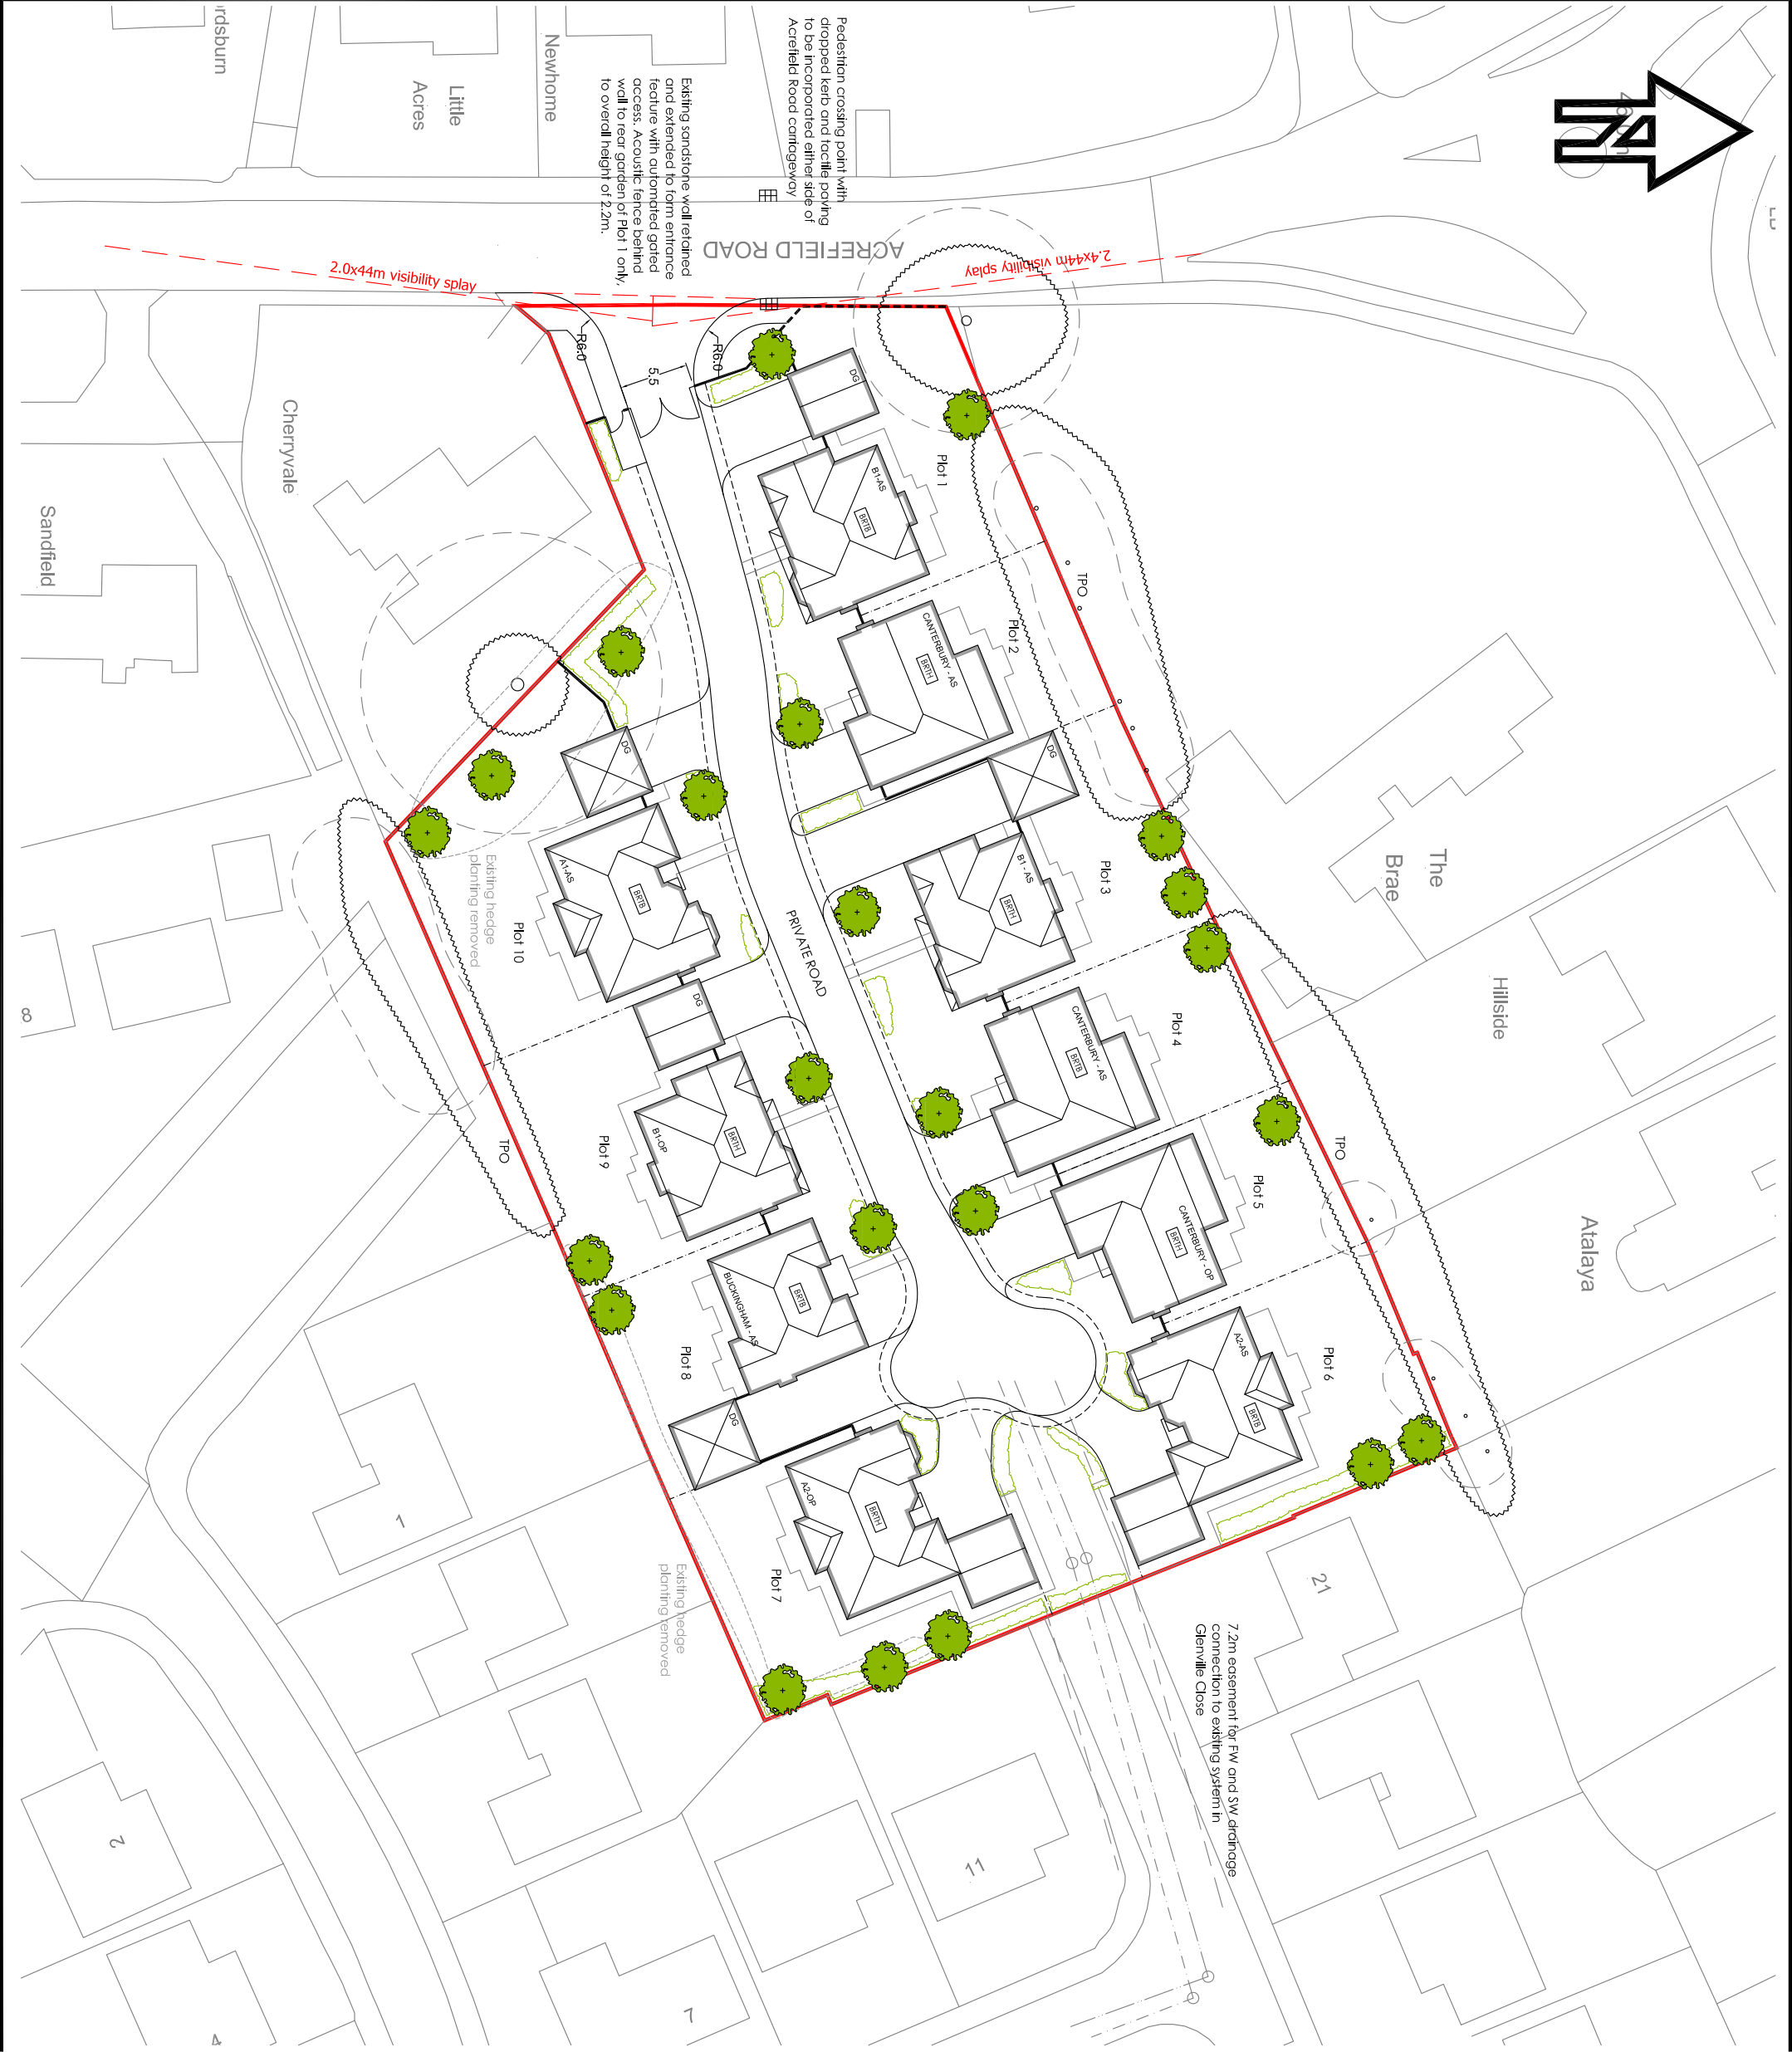 Pedestrian crossing point with
dropped kerb and tactile paving
to be incorporated either side of
Acrefield Road carriageway
Existing sandstone wall retained
and extended to form entrance
feature with automated gated
access. Acoustic fence behind
wall to rear garden of Plot 1 only,
to overall height of 2.2m.
rdsburn
Little
Acres
Newhome
N
ACREFIELD ROAD
2.0x44m visibility splay
2.4x44m visibility splay
R6.0
R6.0
5.5
Cherryvale
Sandfield
DG
B1-AS
BRTB
Plot 1
CANTERBURY - AS
BRTH
Plot 2
TPO
DG
B1 - AS
BRTH
Plot 3
The
Brae
CANTERBURY - AS
BRTB
Plot 4
Hillside
CANTERBURY - OP
BRTH
Plot 5
TPO
Atalaya
A2-AS
BRTB
Plot 6
PRIVATE ROAD
DG
A1-AS
BRTB
Plot 10
Existing hedge
planting removed
DG
B1-OP
BRTH
Plot 9
TPO
BUCKINGHAM - AS
BRTB
Plot 8
DG
A2-OP
BRTH
Plot 7
Existing hedge
planting removed
7.2m easement for FW and SW drainage
connection to existing system in
Glenville Close
8
1
21
2
11
7
4